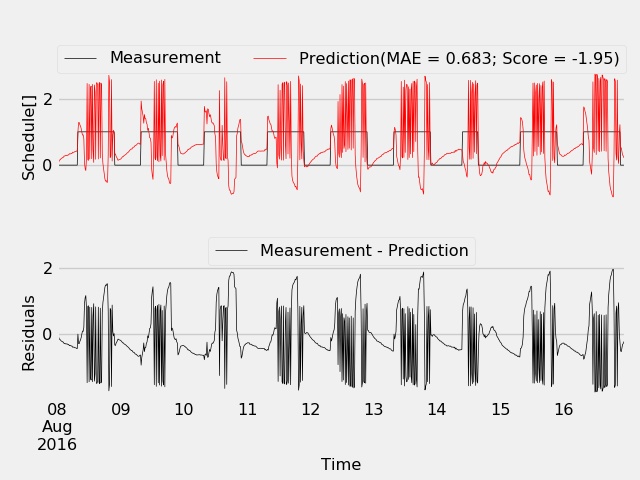 Measurement
Prediction(MAE = 0.683; Score = -1.95)
2
0
Schedule[]
Measurement - Prediction
2
0
Residuals
08 09 10 11 12 13 14 15 16
Aug
2016
Time